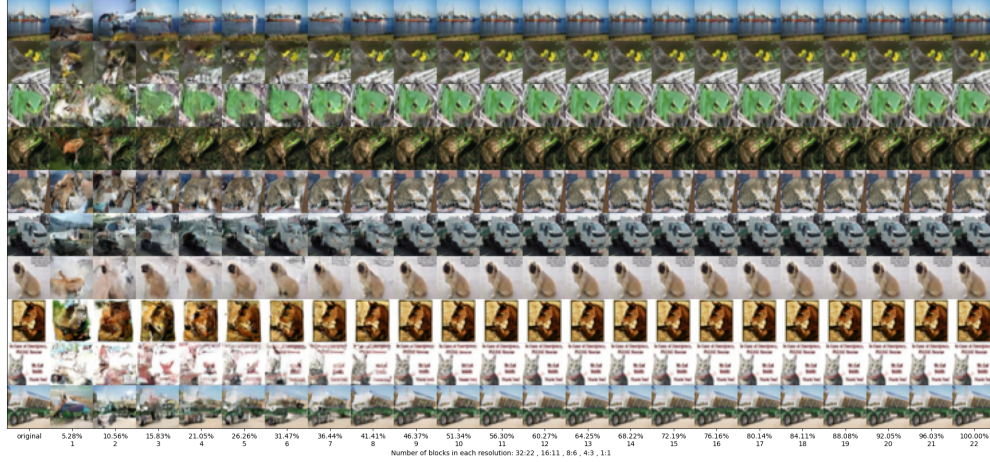 original 5.28% 10.56% 15.83% 21.05% 26.26% 31.47% 36.44% 41.41% 46.37% 51.34% 56.30% 60.27% 64.25% 68.22% 72.19% 76.16% 80.14% 84.11% 88.08% 92.05% 96.03% 100.00%
1 2 3 4 5 6 7 8 9 10 11 12 13 14 15 16 17 18 19 20 21 22
Number of blocks in each resolution: 32:22 , 16:11 , 8:6 , 4:3 , 1:1